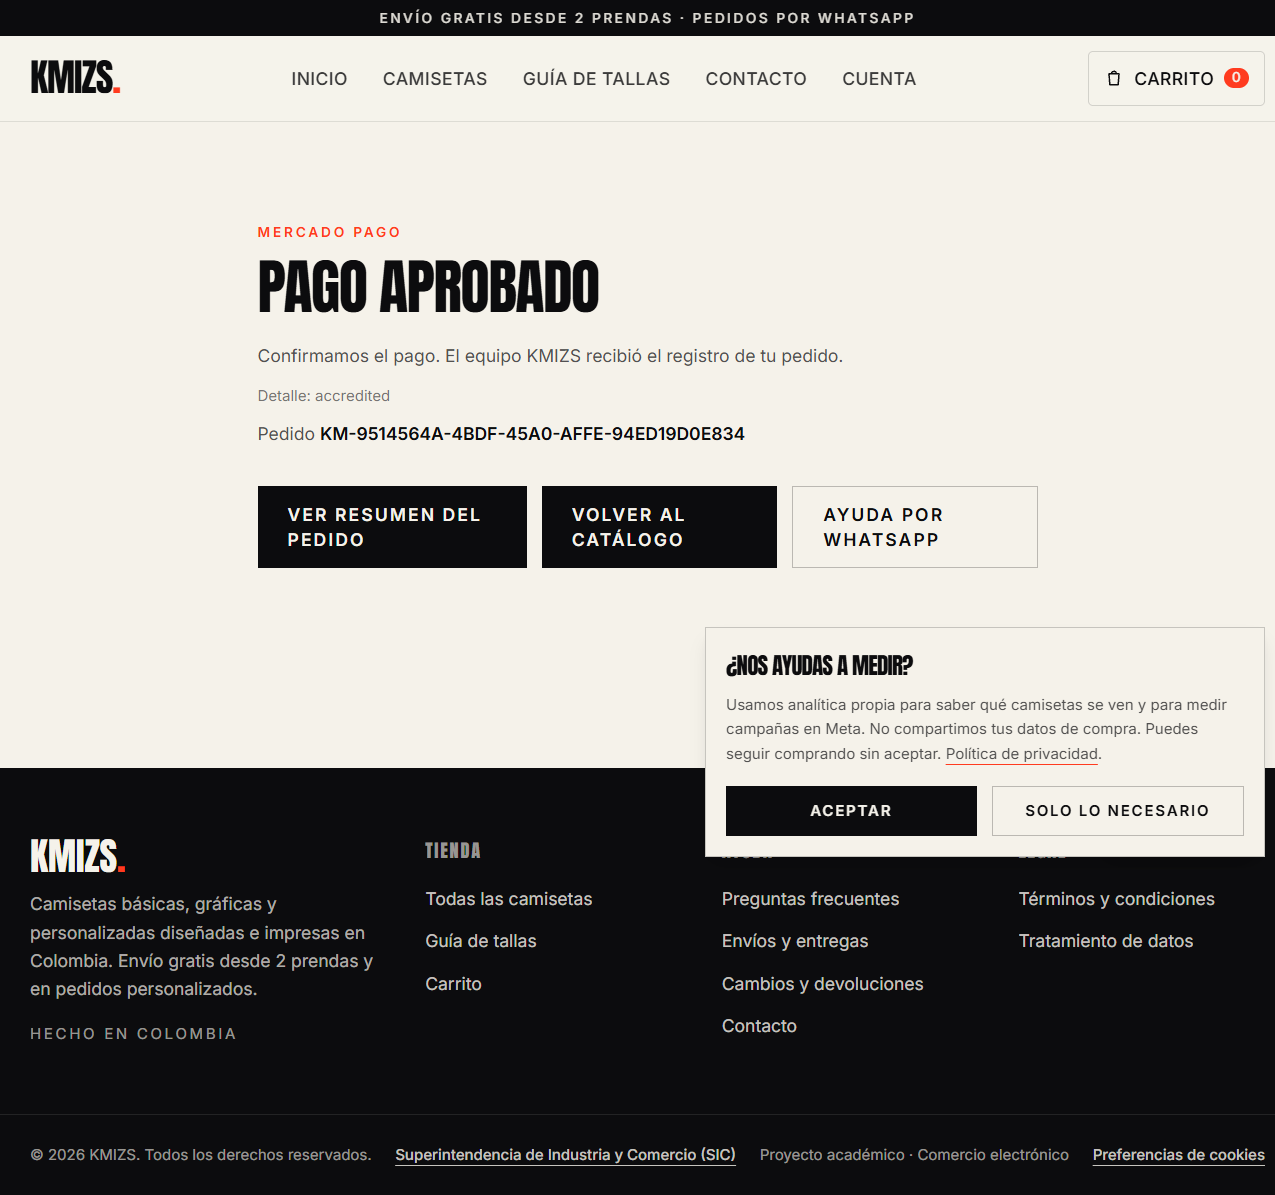 ENVÍO GRATIS DESDE 2 PRENDAS · PEDIDOS POR WHATSAPP
KMIZS.
INICIO
CAMISETAS
GUÍA DE TALLAS
CONTACTO
CUENTA
CARRITO 0
MERCADO PAGO
PAGO APROBADO
Confirmamos el pago. El equipo KMIZS recibió el registro de tu pedido.
Detalle: accredited
Pedido KM-9514564A-4BDF-45A0-AFFE-94ED19D0E834
VER RESUMEN DEL
PEDIDO
VOLVER AL
CATÁLOGO
AYUDA POR
WHATSAPP
¿NOS AYUDAS A MEDIR?
Usamos analítica propia para saber qué camisetas se ven y para medir
campañas en Meta. No compartimos tus datos de compra. Puedes
seguir comprando sin aceptar. Política de privacidad.
ACEPTAR
SOLO LO NECESARIO
KMIZS.
Camisetas básicas, gráficas y
personalizadas diseñadas e impresas en
Colombia. Envío gratis desde 2 prendas y
en pedidos personalizados.
HECHO EN COLOMBIA
TIENDA
Todas las camisetas
Guía de tallas
Carrito
Preguntas frecuentes
Envíos y entregas
Cambios y devoluciones
Contacto
Términos y condiciones
Tratamiento de datos
© 2026 KMIZS. Todos los derechos reservados.
Superintendencia de Industria y Comercio (SIC)
Proyecto académico · Comercio electrónico
Preferencias de cookies